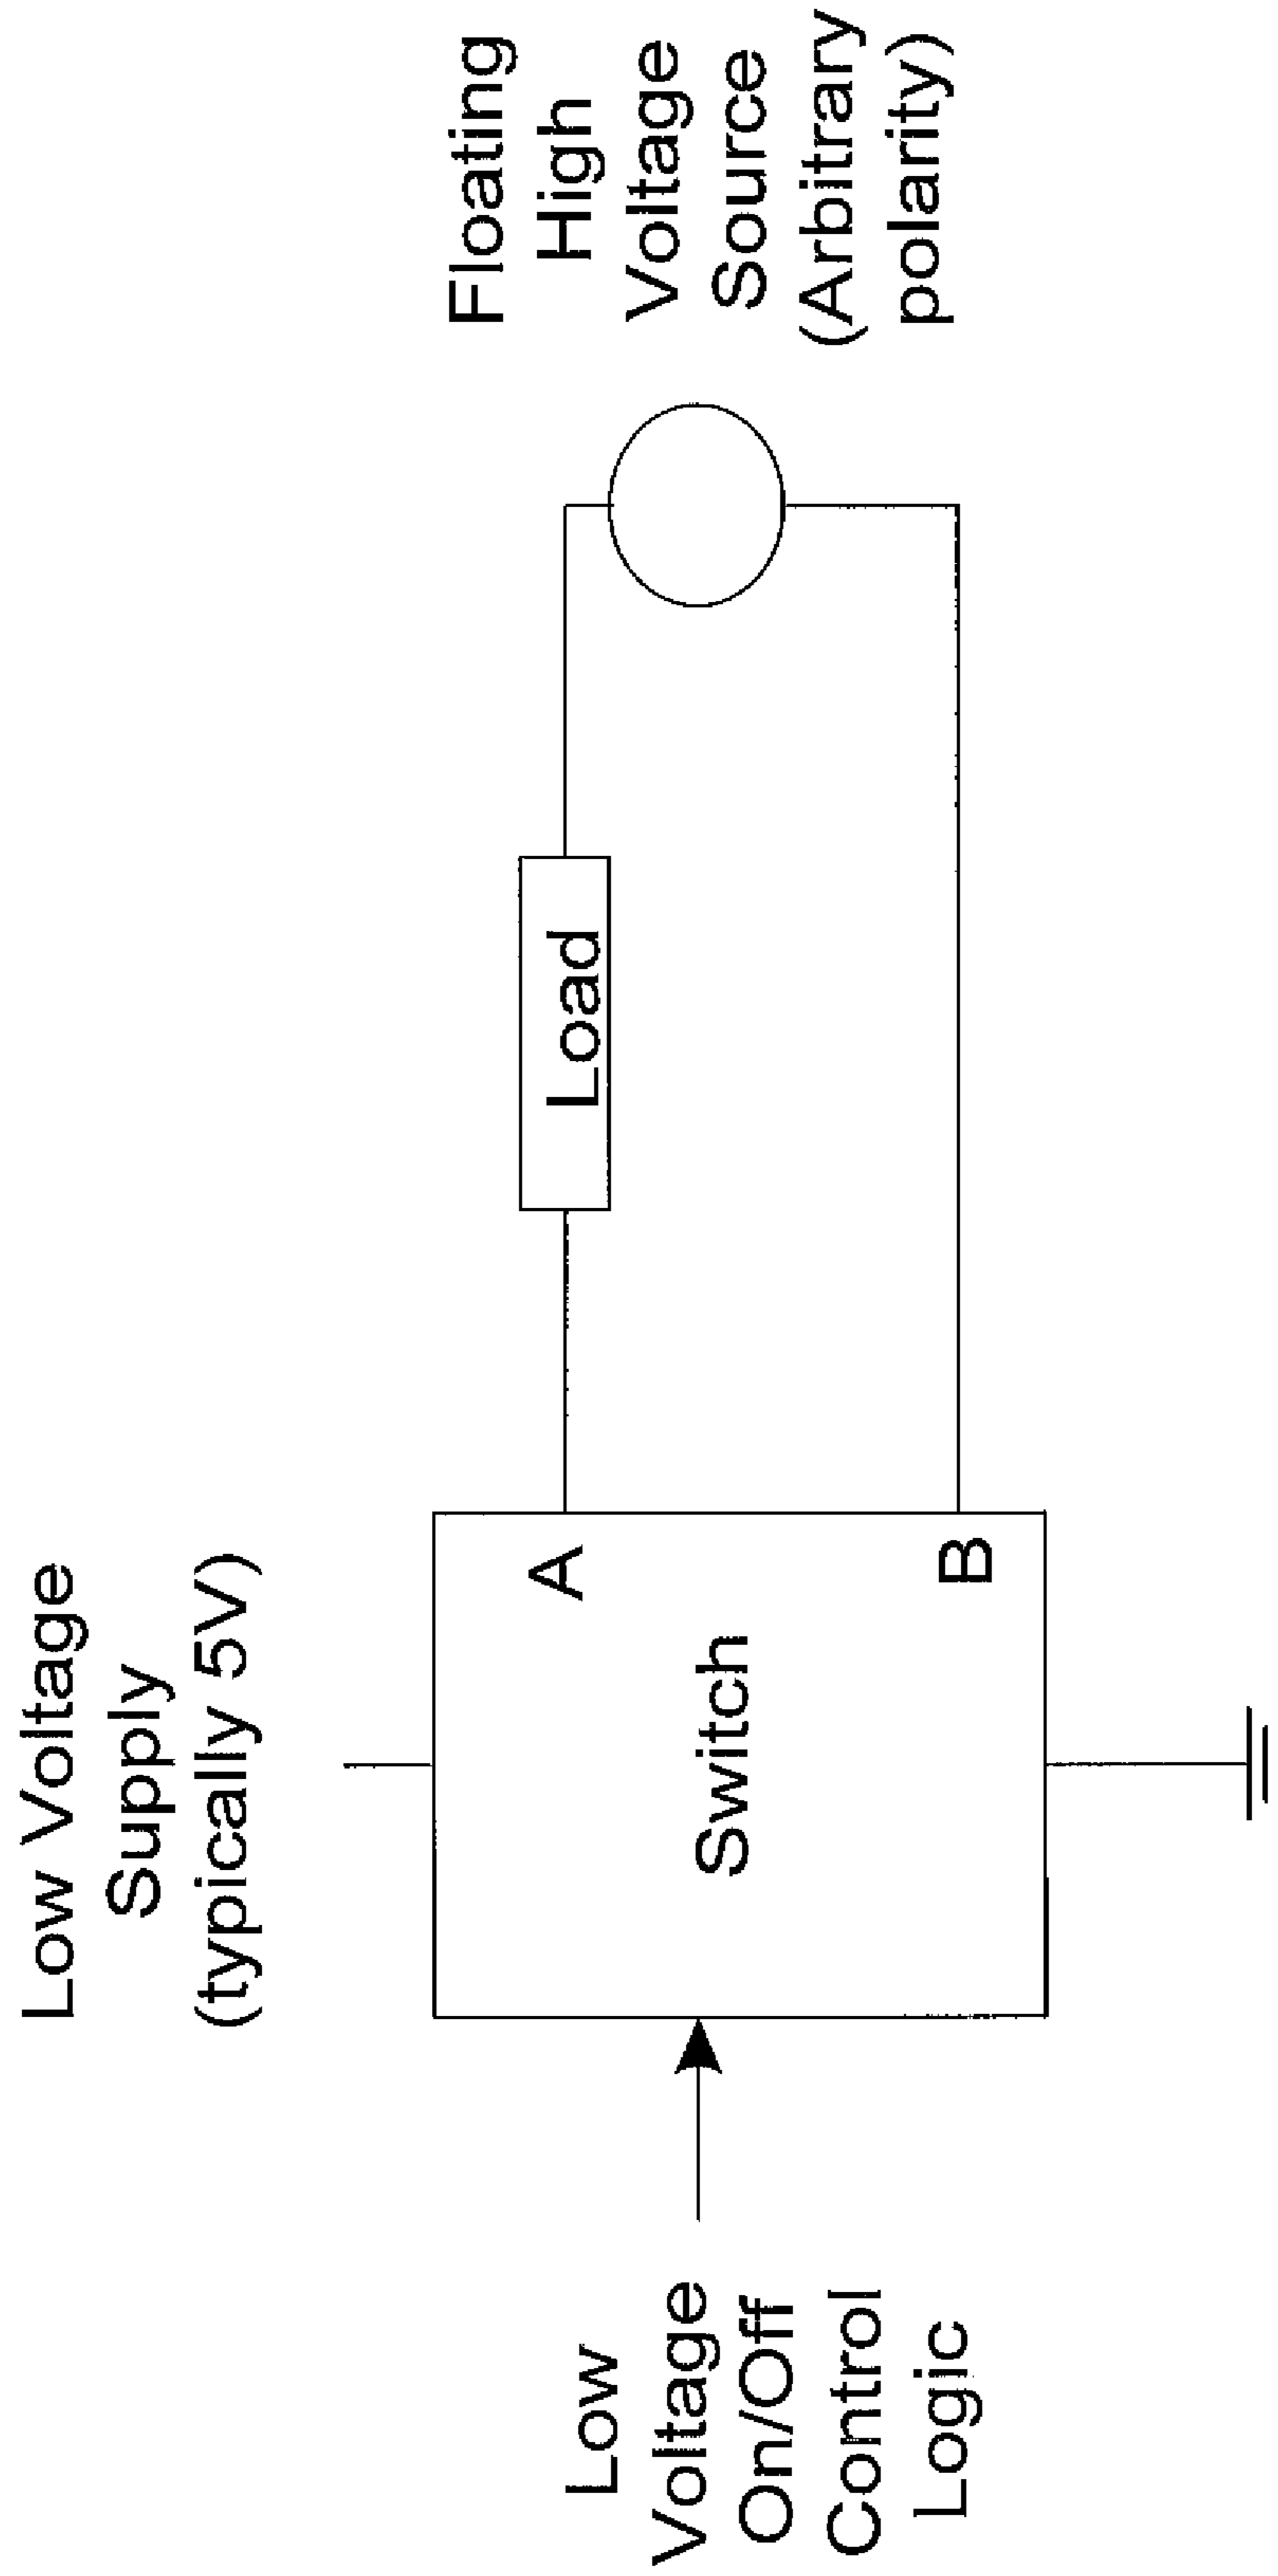 Low Voltage
Supply
(typically 5V)
Low
Voltage
On/Off
Control
Logic
Switch
A
B
Load
Floating
High
Voltage
Source
(Arbitrary
polarity)